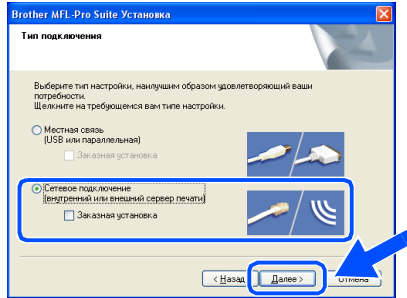 Brother MFL-Pro Suite Установка
Тип подключения
Выберите тип настройки, наилучшим образом удовлетворяющий ваши
потребности.
Щелкните на требующемся вам типе настройки.
Местная связь
(USB или параллельная)
Заказная установка
Сетевое подключение
(внутренний или внешний сервер печати)
Заказная установка
< Назад Далее > Отмена